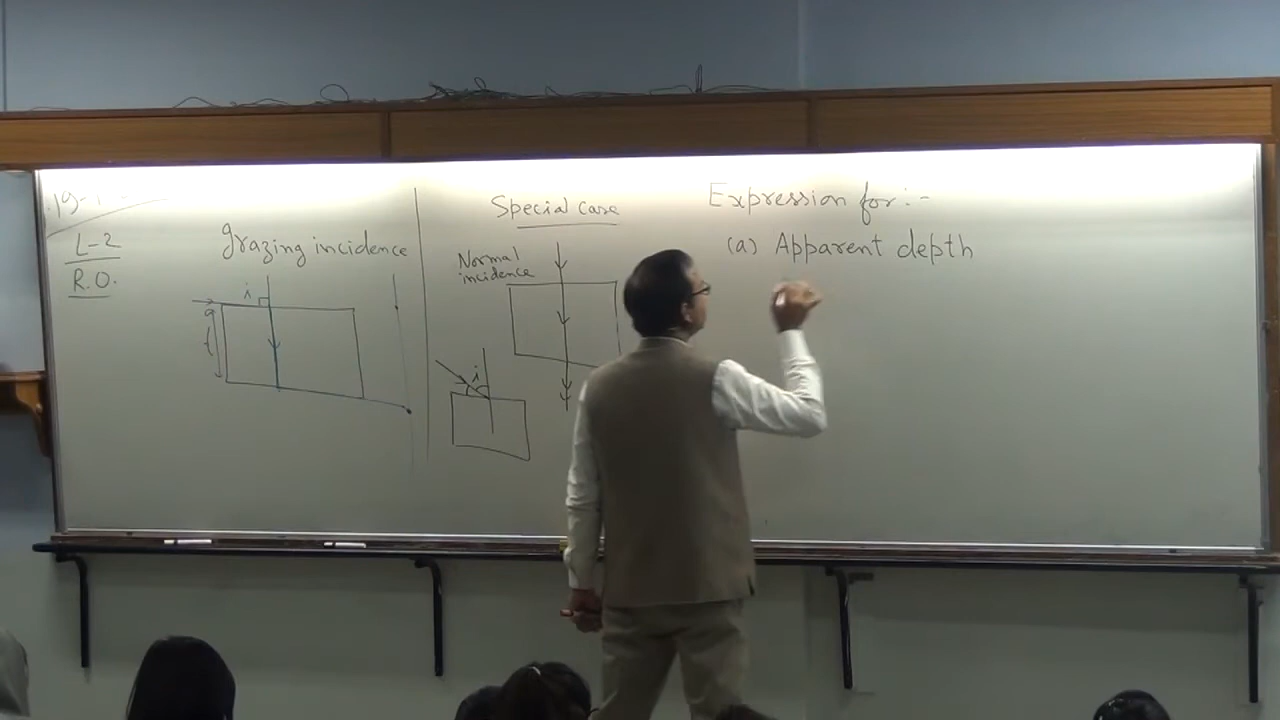 L-2
R.O.
grazing incidence
i
t
Special case
Normal
incidence
i
Expression for:-
(a) Apparent depth